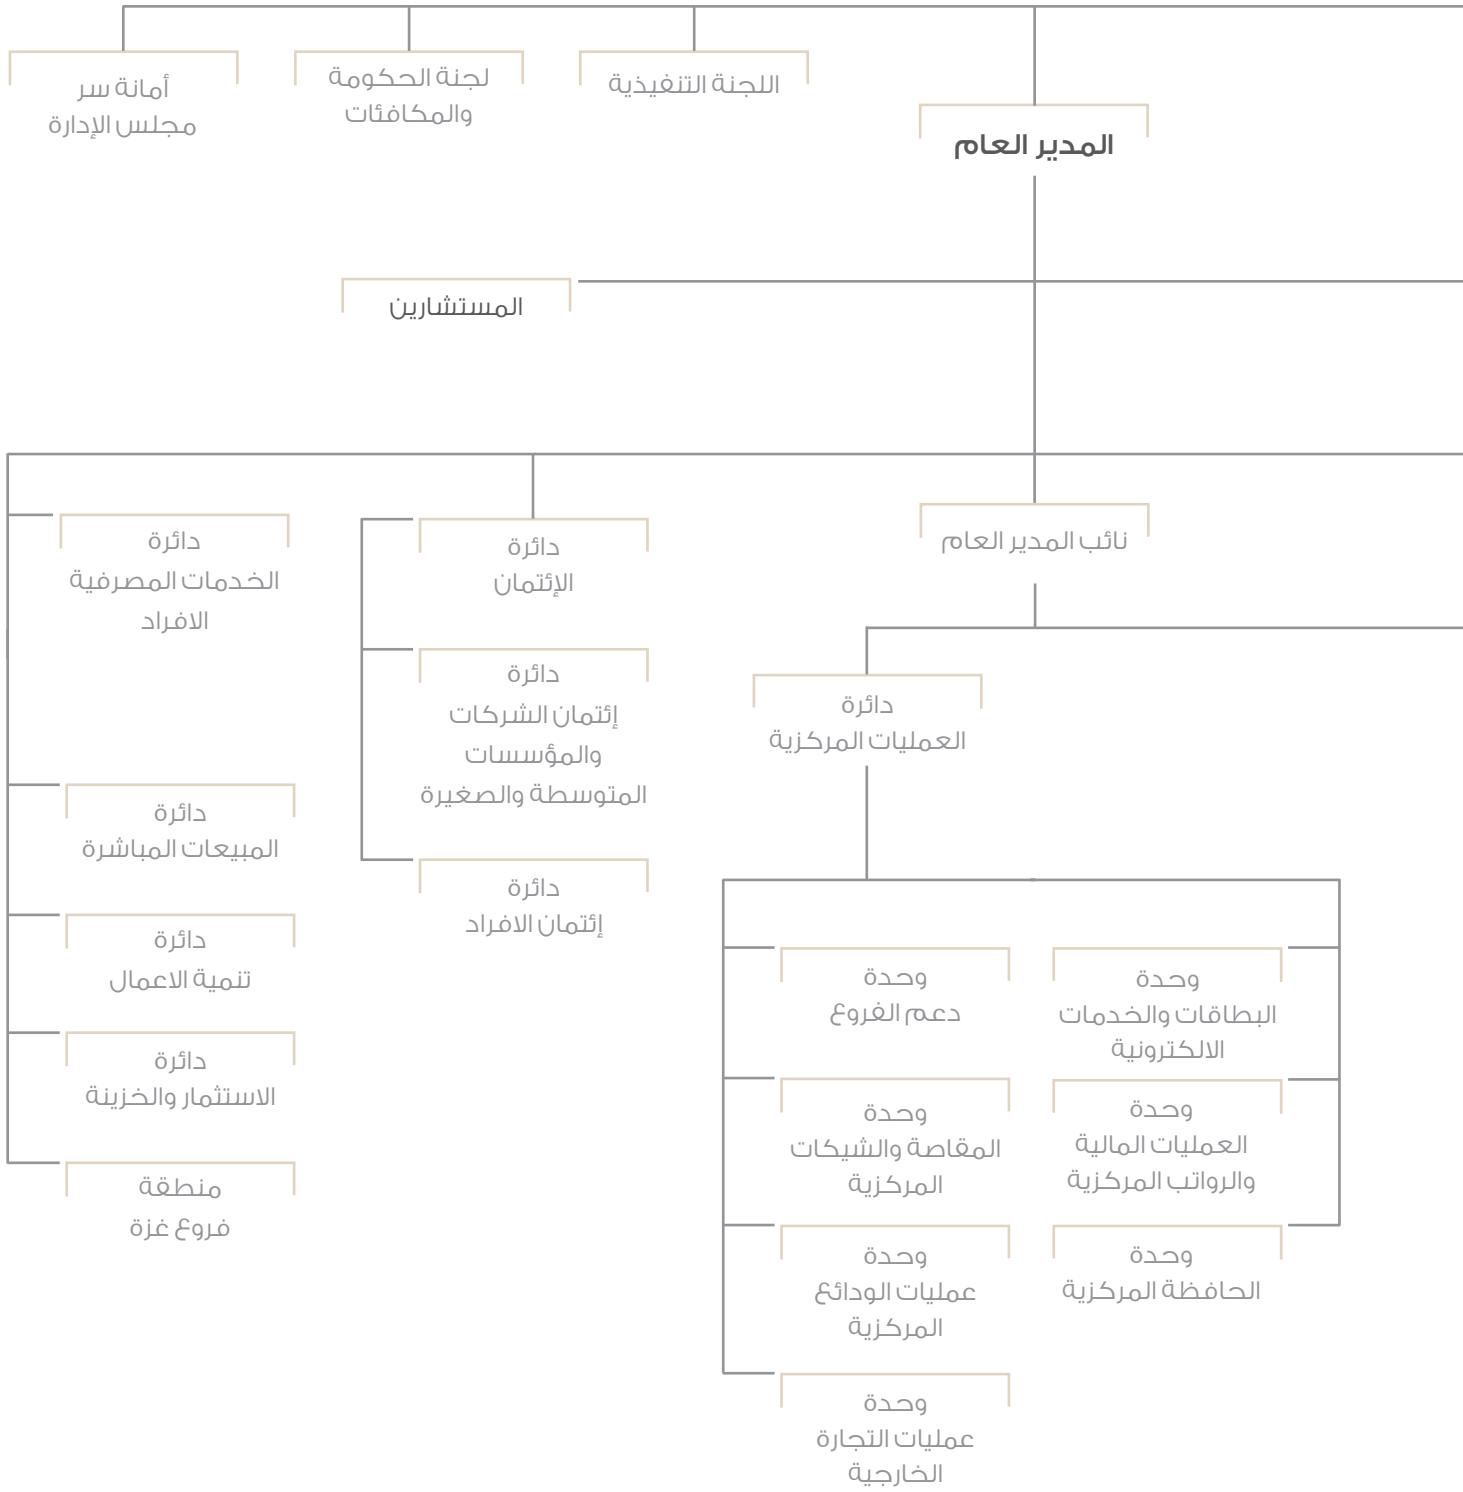 المدير العام
اللجنة التنفيذية
لجنة الحكومة
والمكافئات
أمانة سر
مجلس الإدارة
المستشارين
نائب المدير العام
دائرة
العمليات المركزية
وحدة
البطاقات والخدمات
الالكترونية
وحدة
العمليات المالية
والرواتب المركزية
وحدة
الحافظة المركزية
وحدة
دعم الفروع
وحدة
المقاصة والشيكات
المركزية
وحدة
عمليات الودائع
المركزية
وحدة
عمليات التجارة
الخارجية
دائرة
الإئتمان
دائرة
إئتمان الشركات
والمؤسسات
المتوسطة والصغيرة
دائرة
إئتمان الافراد
دائرة
الخدمات المصرفية
الافراد
دائرة
المبيعات المباشرة
دائرة
تنمية الاعمال
دائرة
الاستثمار والخزينة
منطقة
فروع غزة